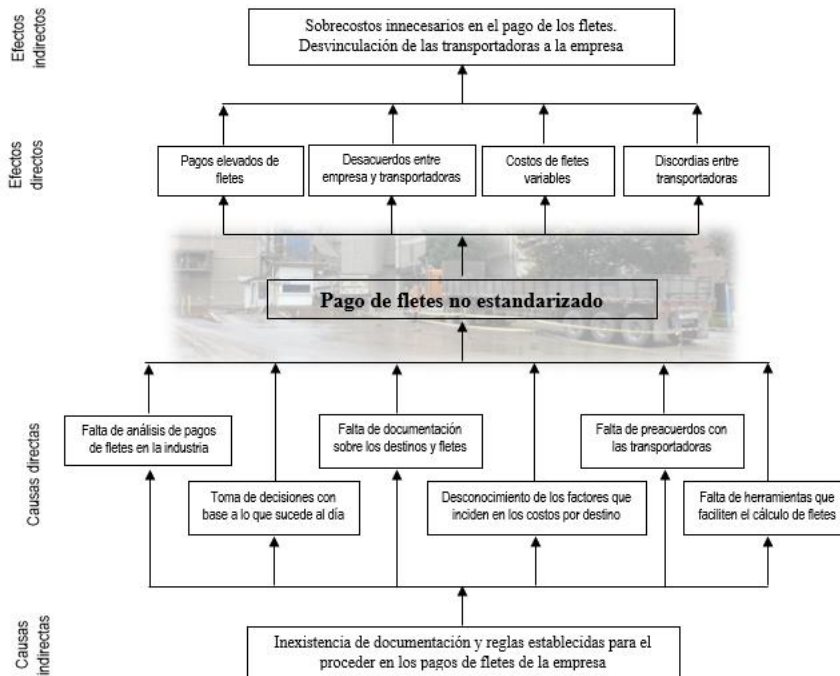 Efectos
indirectos
Sobrecostos innecesarios en el pago de los fletes.
Desvinculación de las transportadoras a la empresa
Efectos
directos
Pagos elevados de
fletes
Desacuerdos entre
empresa y transportadoras
Costos de fletes
variables
Discordias entre
transportadoras
Pago de fletes no estandarizado
Causas directas
Falta de análisis de pagos
de fletes en la industria
Falta de documentación
sobre los destinos y fletes
Falta de preacuerdos con
las transportadoras
Toma de decisiones con
base a lo que sucede al día
Desconocimiento de los factores que
inciden en los costos por destino
Falta de herramientas que
faciliten el cálculo de fletes
Causas
indirectas
Inexistencia de documentación y reglas establecidas para el
proceder en los pagos de fletes de la empresa